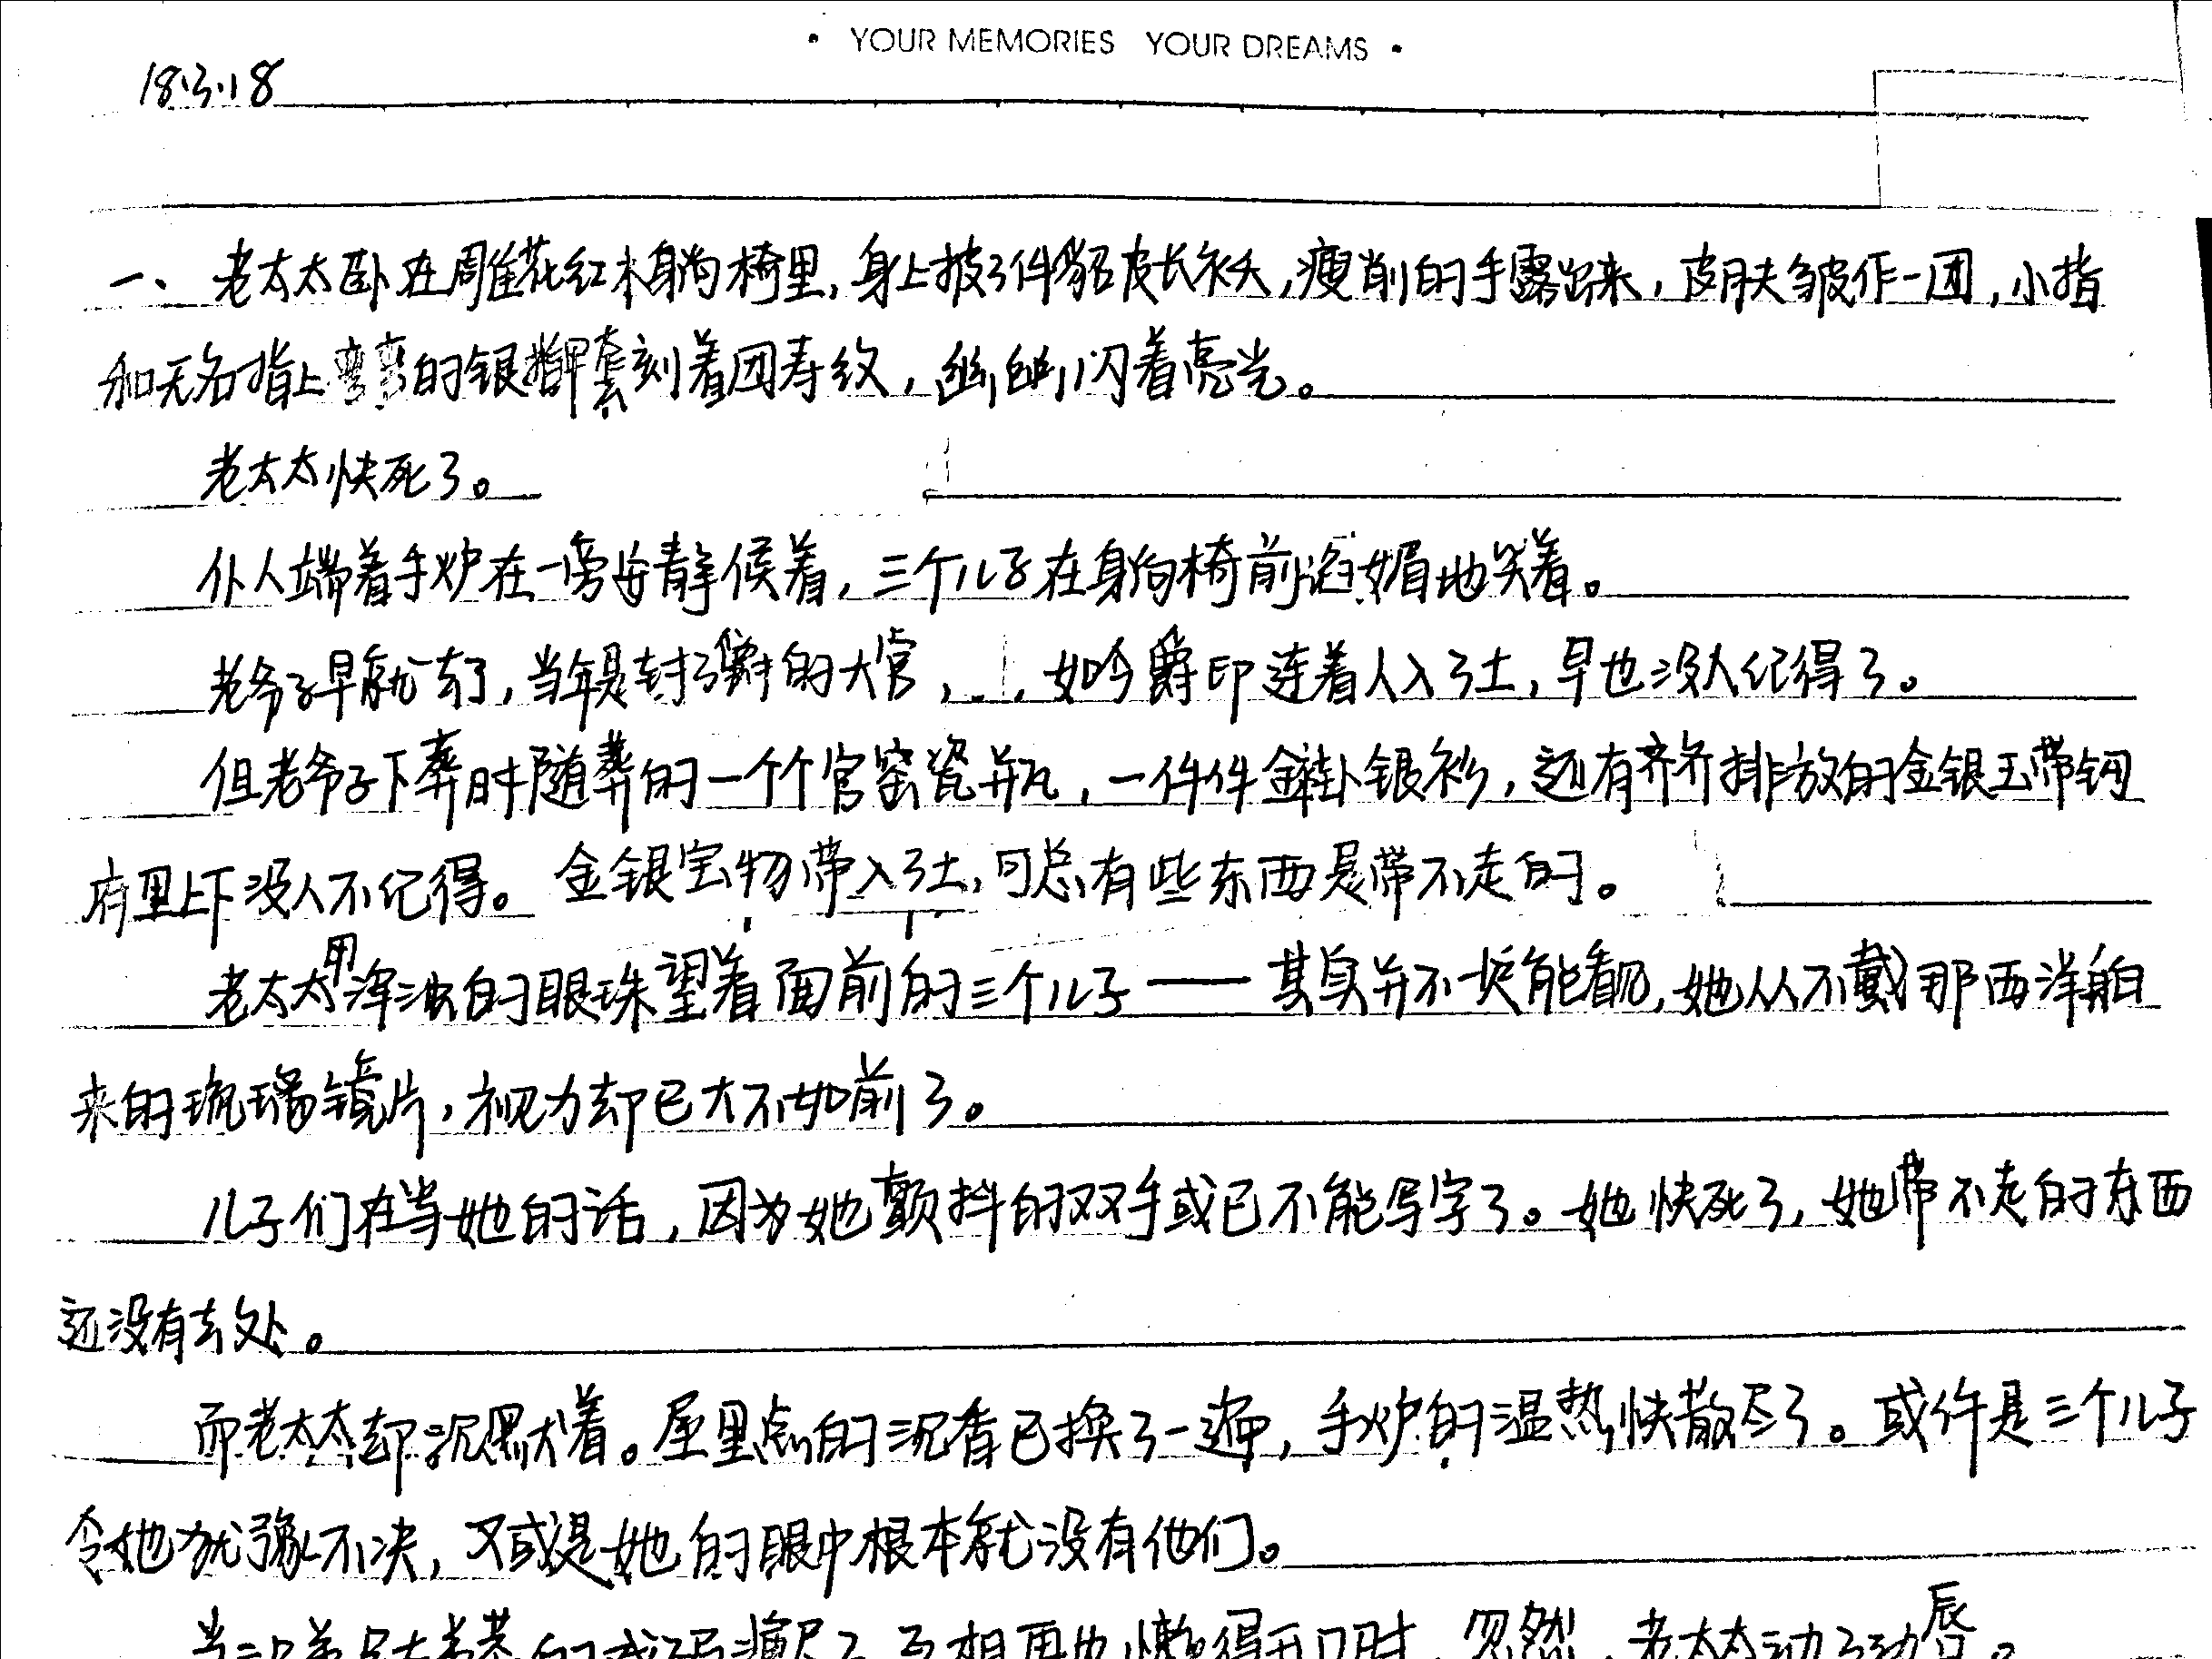 • YOUR MEMORIES YOUR DREAMS •
18.3.18
一、老太太卧在雕花红木躺椅里,身上披了件貂皮长袄,瘦削的手露出来,皮肤皱作一团,小指
和无名指上弯弯的银指甲套刻着团寿纹,幽幽闪着亮光。
老太太快死了。
仆人端着手炉在一旁安静候着,三个儿子在躺椅前谄媚地笑着。
老爷子早就去了,当年是封了爵的大官,如今爵印连着人入了土,早也没人记得了。
但老爷子下葬时随葬的一个个官窑瓷瓶,一件件金褂银衫,还有齐齐排放的金银玉带钩
府里上下没人不记得。金银宝物带入了土,可总有些东西是带不走的。
老太太用浑浊的眼珠望着面前的三个儿子——其实并不一定能看见,她从不戴那西洋舶
来的琉璃镜片,视力却已大不如前了。
儿子们在等她的话,因为她颤抖的双手或已不能写字了。她快死了,她带不走的东西
还没有去处。
而老太太却沉默着。屋里点的沉香已换了一遍,手炉的温热快散尽了。或许是三个儿子
令她犹豫不决,又或是她的眼中根本就没有他们。
忽然,老太太动了动唇。